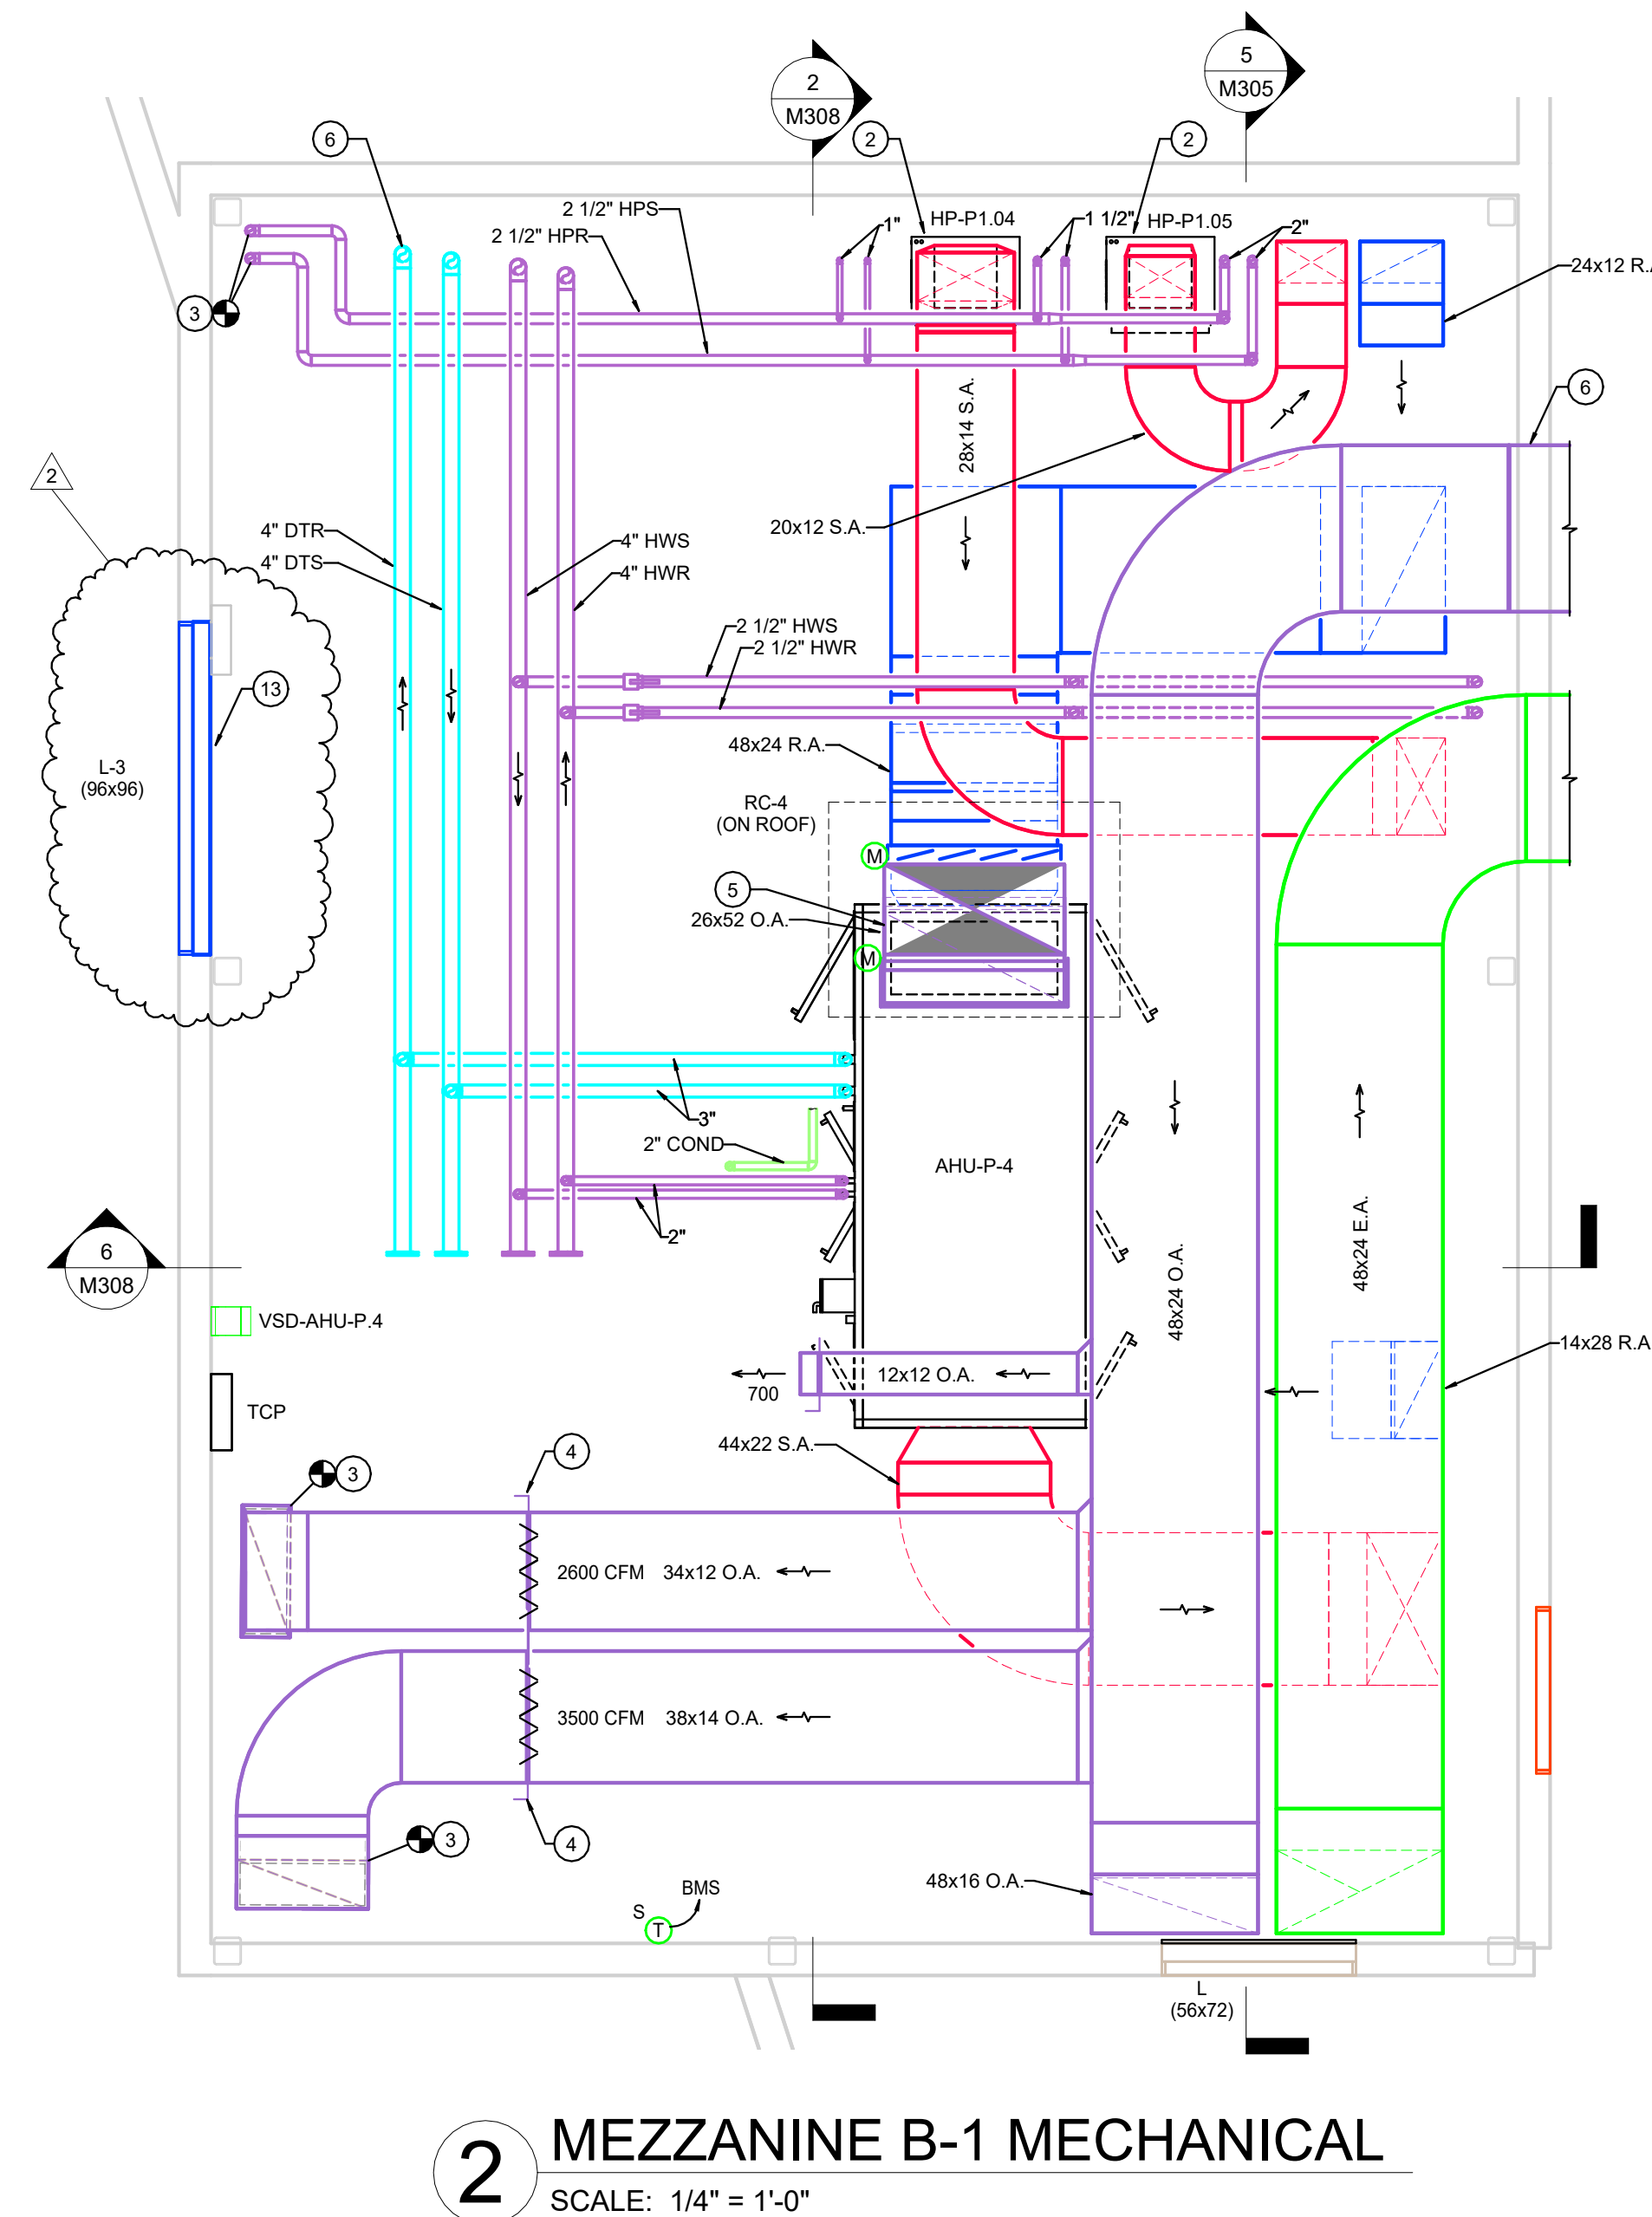 5
M305
2
M308
6
2
2
2 1/2" HPS
2 1/2" HPR
1"
HP-P1.04
1 1/2"
HP-P1.05
2"
24x12 R.A
3
6
28x14 S.A.
2
20x12 S.A.
4" DTR
4" DTS
4" HWS
4" HWR
2 1/2" HWS
2 1/2" HWR
13
48x24 R.A.
L-3
(96x96)
RC-4
(ON ROOF)
M
5
26x52 O.A.
M
3"
2" COND
AHU-P-4
2"
6
M308
48x24 O.A.
48x24 E.A.
VSD-AHU-P.4
14x28 R.A
12x12 O.A.
700
TCP
44x22 S.A.
4
3
2600 CFM 34x12 O.A.
3500 CFM 38x14 O.A.
3
4
48x16 O.A.
BMS
S
T
L
(56x72)
2
MEZZANINE B-1 MECHANICAL
SCALE: 1/4" = 1'-0"